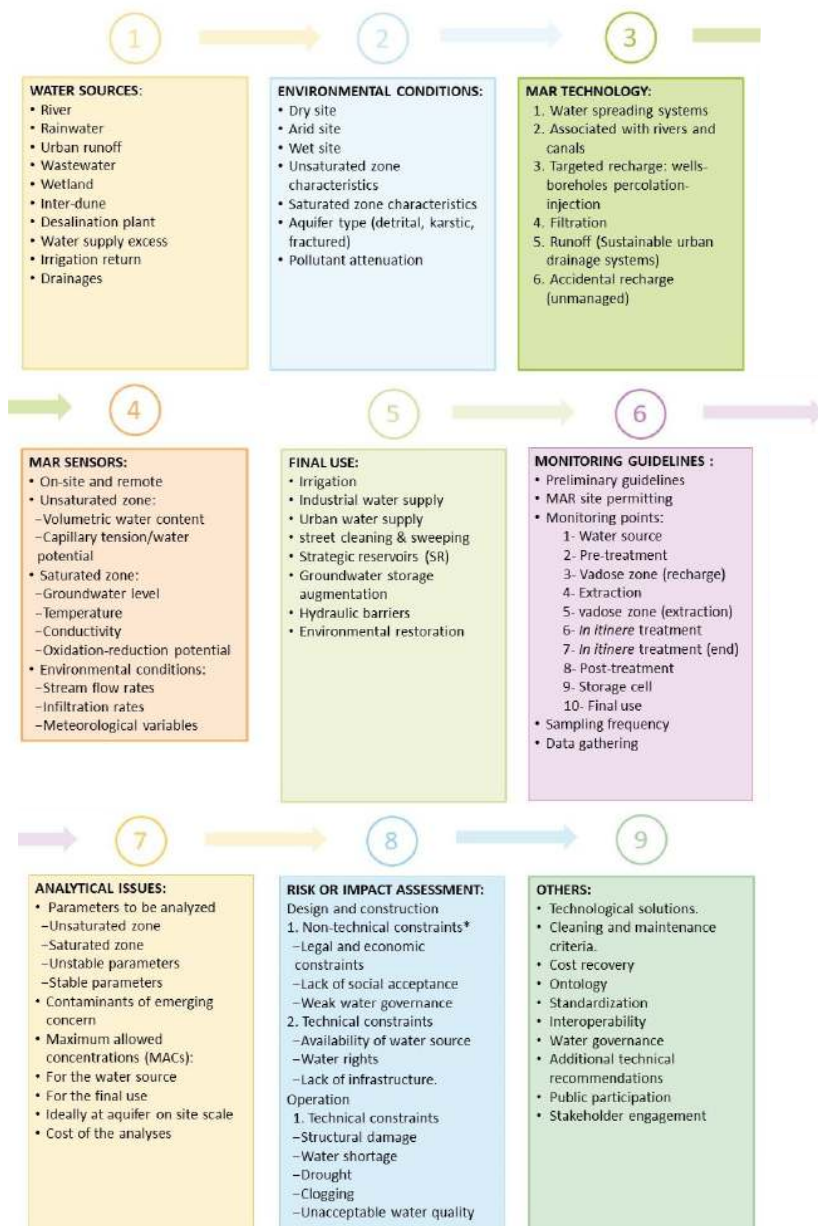 1
2
3
WATER SOURCES:
• River
• Rainwater
• Urban runoff
• Wastewater
• Wetland
• Inter-dune
• Desalination plant
• Water supply excess
• Irrigation return
• Drainages
ENVIRONMENTAL CONDITIONS:
• Dry site
• Arid site
• Wet site
• Unsaturated zone
characteristics
• Saturated zone characteristics
• Aquifer type (detrital, karstic,
fractured)
• Pollutant attenuation
MAR TECHNOLOGY:
1. Water spreading systems
2. Associated with rivers and
canals
3. Targeted recharge: wells-
boreholes percolation-
injection
4. Filtration
5. Runoff (Sustainable urban
drainage systems)
6. Accidental recharge
(unmanaged)
4
5
6
MAR SENSORS:
• On-site and remote
• Unsaturated zone:
–Volumetric water content
–Capillary tension/water
potential
• Saturated zone:
–Groundwater level
–Temperature
–Conductivity
–Oxidation-reduction potential
• Environmental conditions:
–Stream flow rates
–Infiltration rates
–Meteorological variables
FINAL USE:
• Irrigation
• Industrial water supply
• Urban water supply
• street cleaning & sweeping
• Strategic reservoirs (SR)
• Groundwater storage
augmentation
• Hydraulic barriers
• Environmental restoration
MONITORING GUIDELINES :
• Preliminary guidelines
• MAR site permitting
• Monitoring points:
1- Water source
2- Pre-treatment
3- Vadose zone (recharge)
4- Extraction
5- vadose zone (extraction)
6- In itinere treatment
7- In itinere treatment (end)
8- Post-treatment
9- Storage cell
10- Final use
• Sampling frequency
• Data gathering
7
8
9
ANALYTICAL ISSUES:
• Parameters to be analyzed
–Unsaturated zone
–Saturated zone
–Unstable parameters
–Stable parameters
• Contaminants of emerging
concern
• Maximum allowed
concentrations (MACs):
• For the water source
• For the final use
• Ideally at aquifer on site scale
• Cost of the analyses
RISK OR IMPACT ASSESSMENT:
Design and construction
1. Non-technical constraints*
–Legal and economic
constraints
–Lack of social acceptance
–Weak water governance
2. Technical constraints
–Availability of water source
–Water rights
–Lack of infrastructure.
Operation
1. Technical constraints
–Structural damage
–Water shortage
–Drought
–Clogging
–Unacceptable water quality
OTHERS:
• Technological solutions.
• Cleaning and maintenance
criteria.
• Cost recovery
• Ontology
• Standardization
• Interoperability
• Water governance
• Additional technical
recommendations
• Public participation
• Stakeholder engagement